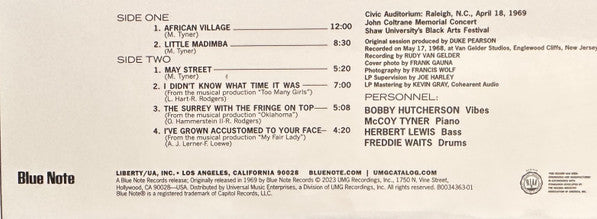 SIDE ONE
1. AFRICAN VILLAGE 12:00
(M. Tyner)
2. LITTLE MADIMBA 8:30
(M. Tyner)
SIDE TWO
1. MAY STREET 5:20
(M. Tyner)
2. I DIDN'T KNOW WHAT TIME IT WAS 7:00
(From the musical production "Too Many Girls")
(L. Hart-R. Rodgers)
3. THE SURREY WITH THE FRINGE ON TOP 5:08
(From the musical production "Oklahoma")
(O. Hammerstein II-R. Rodgers)
4. I'VE GROWN ACCUSTOMED TO YOUR FACE 4:20
(From the musical production "My Fair Lady")
(A. J. Lerner-F. Loewe)
Civic Auditorium: Raleigh, N.C., April 18, 1969
John Coltrane Memorial Concert
Shaw University's Black Arts Festival
Original session produced by DUKE PEARSON
Recorded on May 17, 1968, at Van Gelder Studios, Englewood Cliffs, New Jersey
Recording by RUDY VAN GELDER
Cover photo by FRANK GAUNA
Photography by FRANCIS WOLF
LP Supervision by JOE HARLEY
LP Mastering by KEVIN GRAY, Cohearent Audio
PERSONNEL:
BOBBY HUTCHERSON Vibes
McCOY TYNER Piano
HERBERT LEWIS Bass
FREDDIE WAITS Drums
Blue Note
LIBERTY/UA, INC. • LOS ANGELES, CALIFORNIA 90028 BLUENOTE.COM | UMGCATALOG.COM
A Blue Note Records release; Originally released in 1969 by Blue Note Records © 2023 UMG Recordings, Inc., 1750 N. Vine Street,
Hollywood, CA 90028—USA. Distributed by Universal Music Enterprises, a Division of UMG Recordings, Inc. All rights reserved. B0034363-01
Blue Note® is a registered trademark of Capitol Records, LLC.